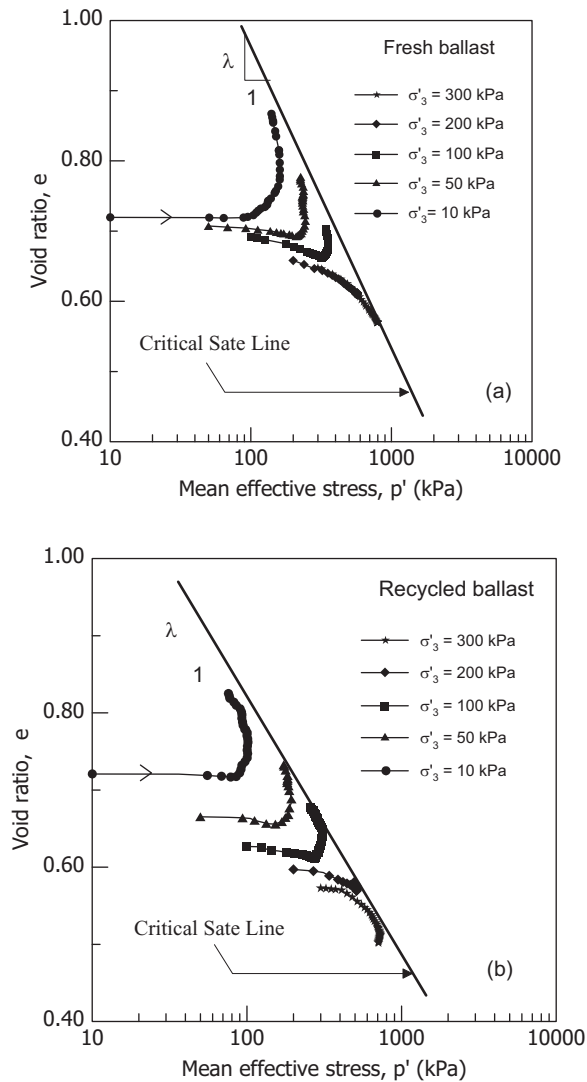 1.00
Fresh ballast
λ
1
σ'3 = 300 kPa
σ'3 = 200 kPa
σ'3 = 100 kPa
σ'3 = 50 kPa
σ'3= 10 kPa
0.80
Void ratio, e
0.60
Critical Sate Line
(a)
0.40
10
100
1000
10000
Mean effective stress, p' (kPa)
1.00
Recycled ballast
λ
1
σ'3 = 300 kPa
σ'3 = 200 kPa
σ'3 = 100 kPa
σ'3 = 50 kPa
σ'3 = 10 kPa
0.80
Void ratio, e
0.60
Critical Sate Line
(b)
0.40
10
100
1000
10000
Mean effective stress, p' (kPa)